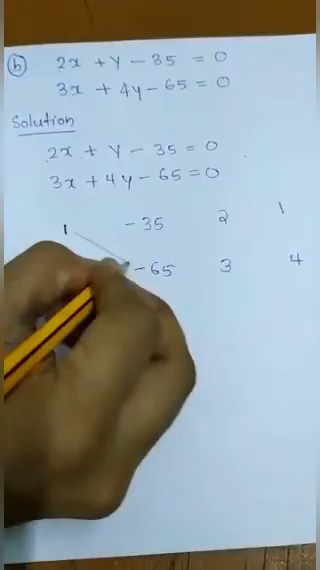 (b) 2x + y - 35 = 0
3x + 4y - 65 = 0
Solution
2x + y - 35 = 0
3x + 4y - 65 = 0
1 -35 2 1
-65 3 4